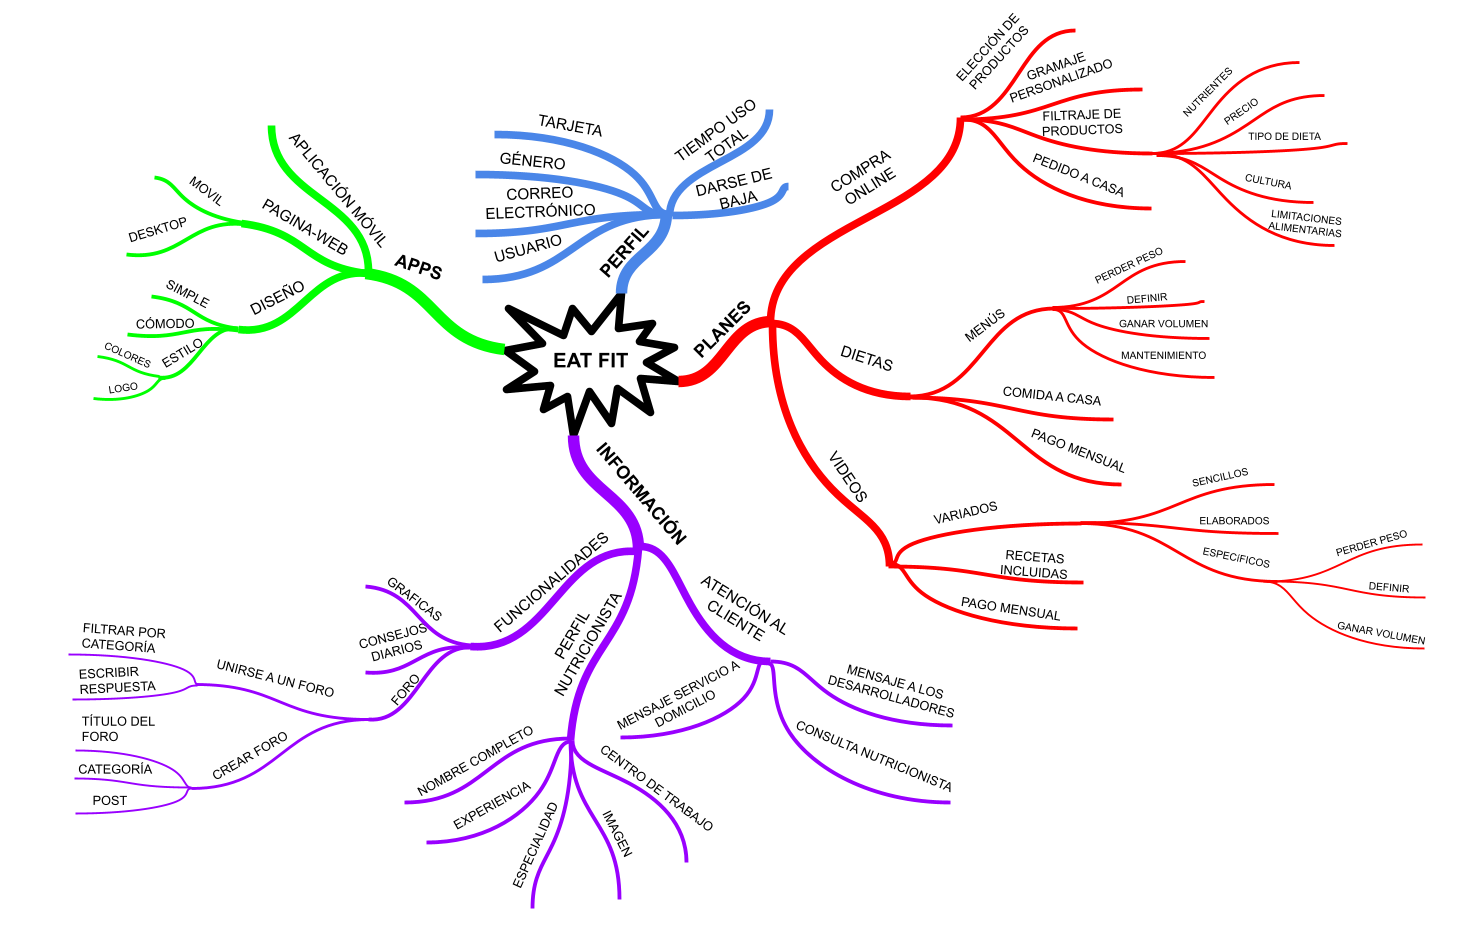 EAT FIT
APPS
APLICACIÓN MÓVIL
PAGINA-WEB
MOVIL
DESKTOP
DISEÑO
SIMPLE
CÓMODO
ESTILO
COLORES
LOGO
PERFIL
TARJETA
GÉNERO
CORREO
ELECTRÓNICO
USUARIO
TIEMPO USO
TOTAL
DARSE DE
BAJA
PLANES
COMPRA
ONLINE
ELECCIÓN DE
PRODUCTOS
GRAMAJE
PERSONALIZADO
FILTRAJE DE
PRODUCTOS
NUTRIENTES
PRECIO
TIPO DE DIETA
CULTURA
LIMITACIONES
ALIMENTARIAS
PEDIDO A CASA
DIETAS
MENÚS
PERDER PESO
DEFINIR
GANAR VOLUMEN
MANTENIMIENTO
COMIDA A CASA
PAGO MENSUAL
VIDEOS
VARIADOS
SENCILLOS
ELABORADOS
ESPECíFICOS
PERDER PESO
DEFINIR
GANAR VOLUMEN
RECETAS
INCLUIDAS
PAGO MENSUAL
INFORMACIÓN
FUNCIONALIDADES
GRAFICAS
CONSEJOS
DIARIOS
FORO
UNIRSE A UN FORO
FILTRAR POR
CATEGORÍA
ESCRIBIR
RESPUESTA
CREAR FORO
TÍTULO DEL
FORO
CATEGORÍA
POST
PERFIL
NUTRICIONISTA
NOMBRE COMPLETO
EXPERIENCIA
ESPECIALIDAD
IMAGEN
CENTRO DE TRABAJO
ATENCIÓN AL
CLIENTE
MENSAJE SERVICIO A
DOMICILIO
MENSAJE A LOS
DESARROLLADORES
CONSULTA NUTRICIONISTA